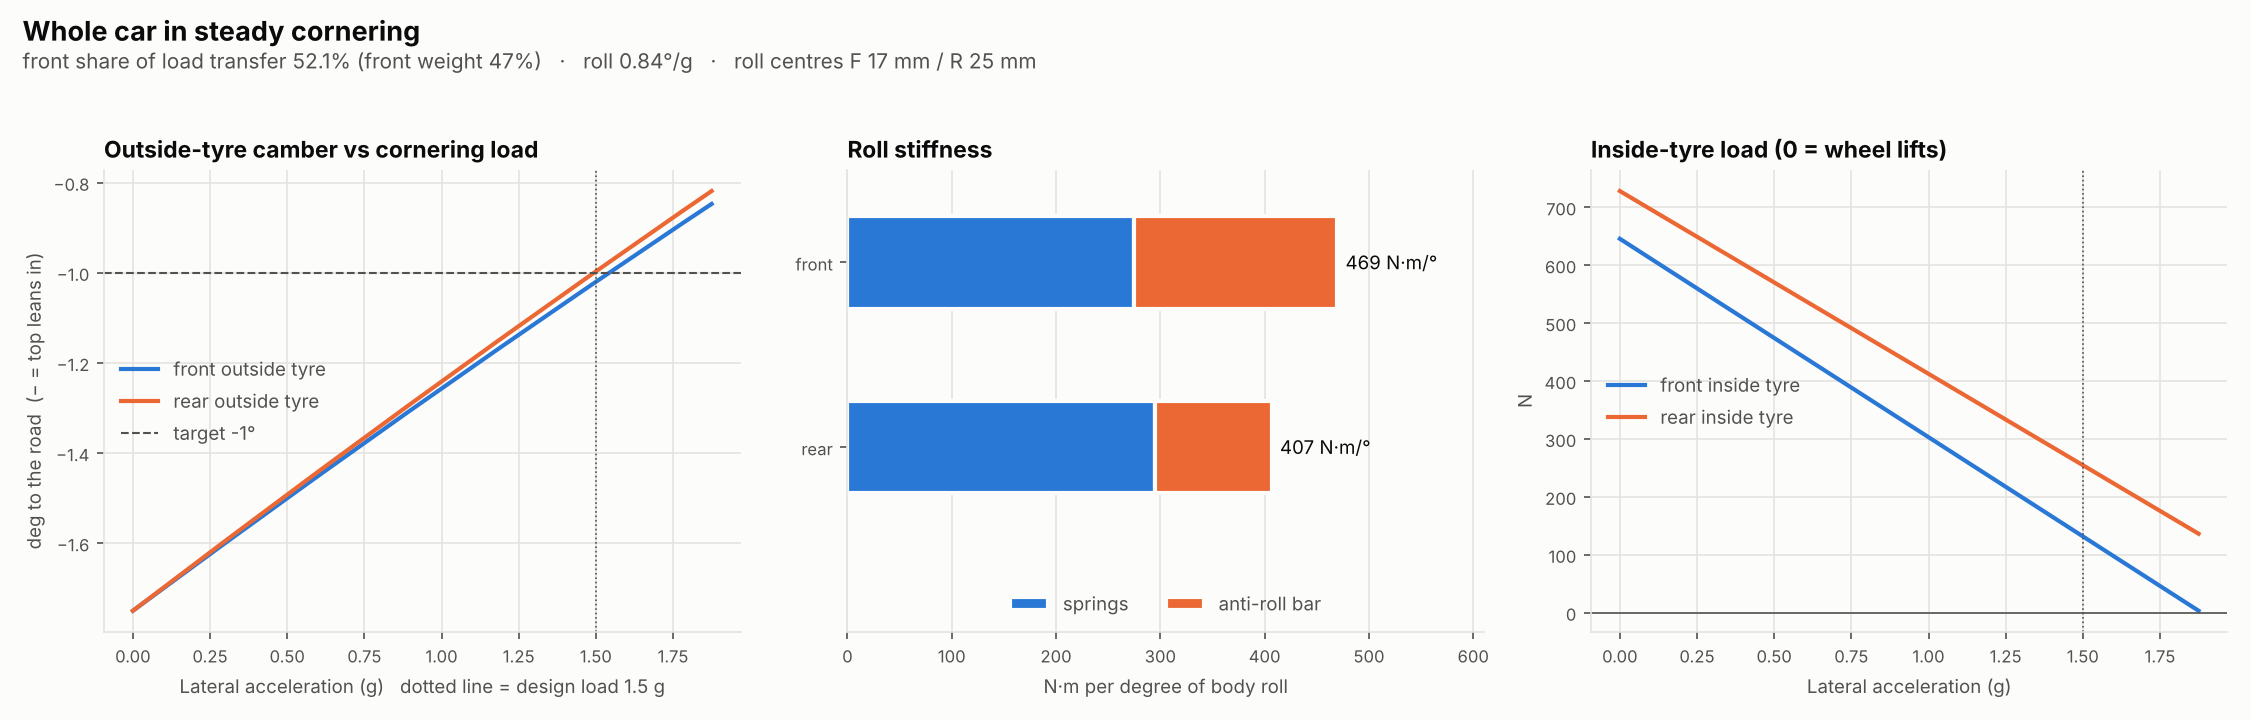 Whole car in steady cornering
front share of load transfer 52.1% (front weight 47%)   ·   roll 0.84°/g   ·   roll centres F 17 mm / R 25 mm
Outside-tyre camber vs cornering load
deg to the road  (− = top leans in)
−0.8
−1.0
−1.2
−1.4
−1.6
front outside tyre
rear outside tyre
target -1°
0.00 0.25 0.50 0.75 1.00 1.25 1.50 1.75
Lateral acceleration (g)   dotted line = design load 1.5 g
Roll stiffness
front
469 N·m/°
rear
407 N·m/°
springs
anti-roll bar
0 100 200 300 400 500 600
N·m per degree of body roll
Inside-tyre load (0 = wheel lifts)
N
700
600
500
400
300
200
100
0
front inside tyre
rear inside tyre
0.00 0.25 0.50 0.75 1.00 1.25 1.50 1.75
Lateral acceleration (g)